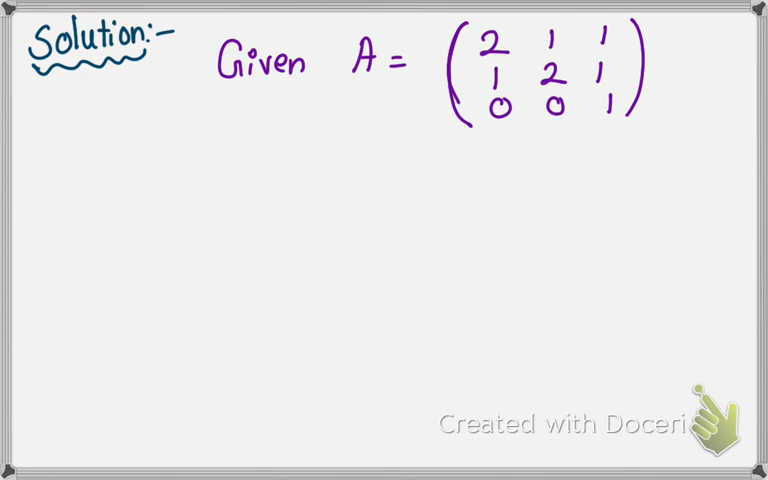 Solution:-
Given A = ( 2 1 1
1 2 1
0 0 1 )
Created with Doceri